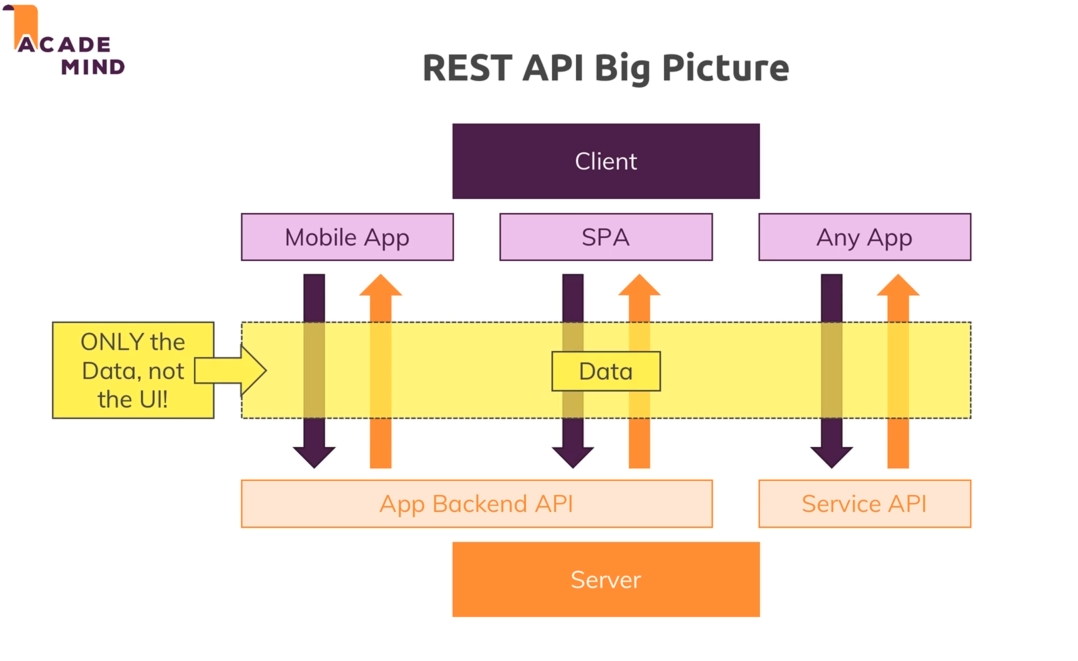 ACADE
MIND
REST API Big Picture
Client
Mobile App
SPA
Any App
ONLY the
Data, not
the UI!
Data
App Backend API
Service API
Server